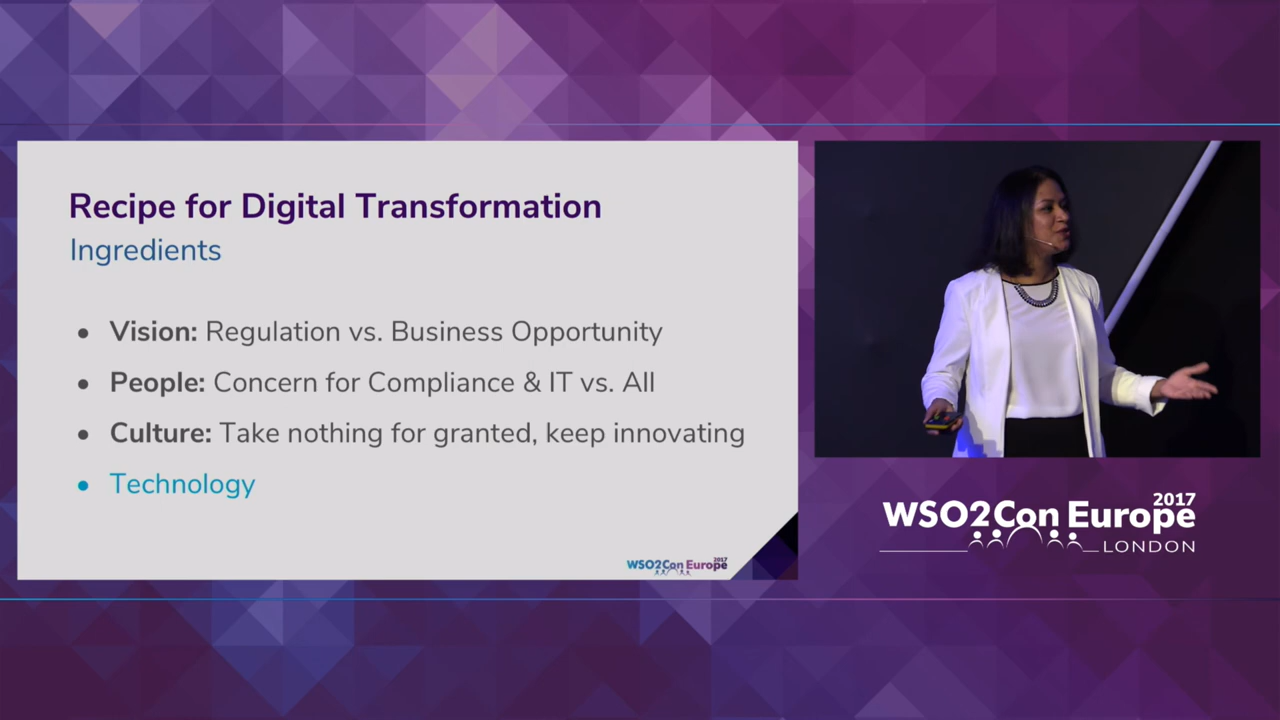 Recipe for Digital Transformation
Ingredients
• Vision: Regulation vs. Business Opportunity
• People: Concern for Compliance & IT vs. All
• Culture: Take nothing for granted, keep innovating
• Technology
WSO2Con Europe 2017
WSO2Con Europe 2017
LONDON